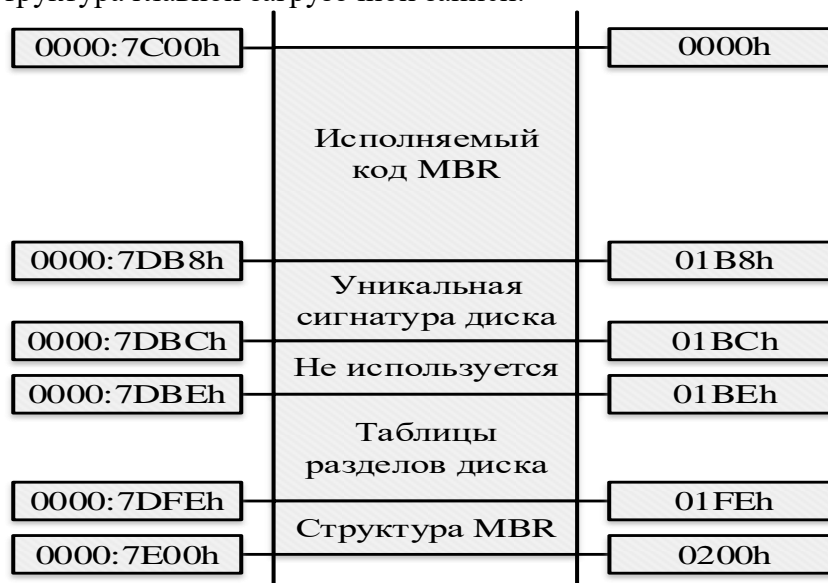 0000:7C00h
0000h
Исполняемый
код MBR
0000:7DB8h
01B8h
Уникальная
сигнатура диска
0000:7DBCh
01BCh
Не используется
0000:7DBEh
01BEh
Таблицы
разделов диска
0000:7DFEh
01FEh
Структура MBR
0000:7E00h
0200h